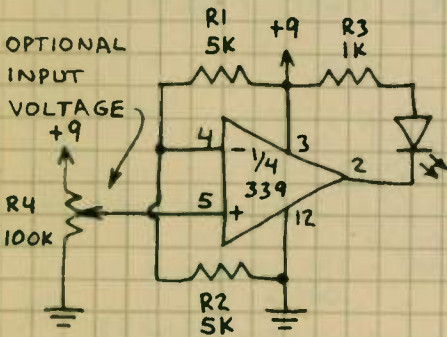 OPTIONAL
INPUT
VOLTAGE
+9
R4
100K
R1
5K
+9
R3
1K
4
-
1/4
339
3
2
5
+
12
R2
5K